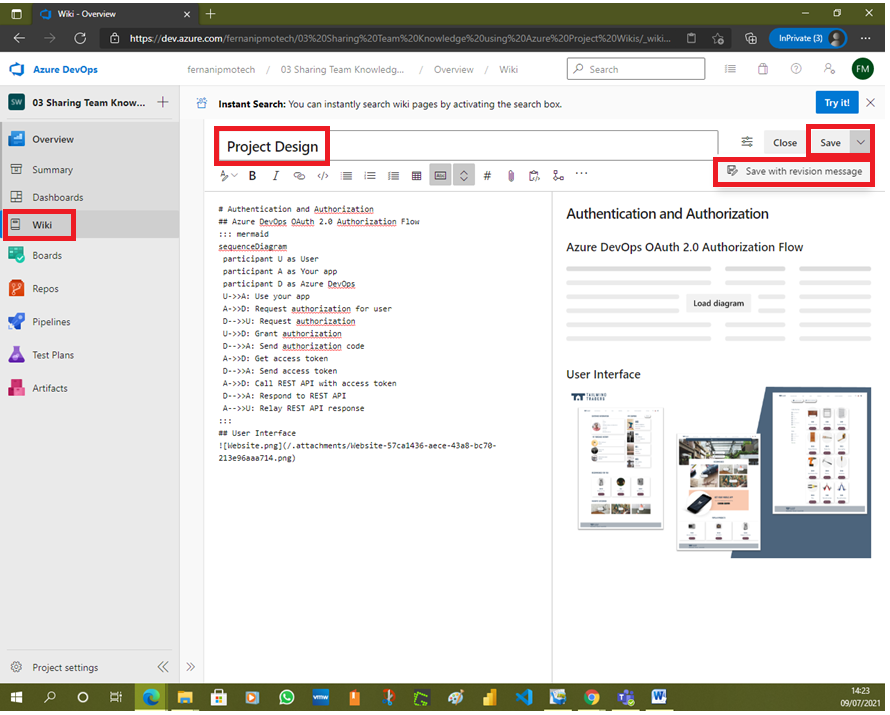 Wiki - Overview
https://dev.azure.com/fernanipmotech/03%20Sharing%20Team%20Knowledge%20using%20Azure%20Project%20Wikis/_wiki...
InPrivate (3)
Azure DevOps
fernanipmotech / 03 Sharing Team Knowledg... / Overview / Wiki
Search
FM
SW 03 Sharing Team Know...
Instant Search: You can instantly search wiki pages by activating the search box.
Try it!
Overview
Summary
Dashboards
Wiki
Boards
Repos
Pipelines
Test Plans
Artifacts
Project settings
Project Design
Close
Save
Save with revision message
# Authentication and Authorization
## Azure DevOps OAuth 2.0 Authorization Flow
::: mermaid
sequenceDiagram
participant U as User
participant A as Your app
participant D as Azure DevOps
U->>A: Use your app
A->>D: Request authorization for user
D-->>U: Request authorization
U->>D: Grant authorization
D-->>A: Send authorization code
A->>D: Get access token
D-->>A: Send access token
A->>D: Call REST API with access token
D-->>A: Respond to REST API
A-->>U: Relay REST API response
:::
## User Interface
![Website.png](/.attachments/Website-57ca1436-aece-43a8-bc70-
213e96aaa714.png)
Authentication and Authorization
Azure DevOps OAuth 2.0 Authorization Flow
Load diagram
User Interface
TAILWIND
TRADERS
14:23
09/07/2021